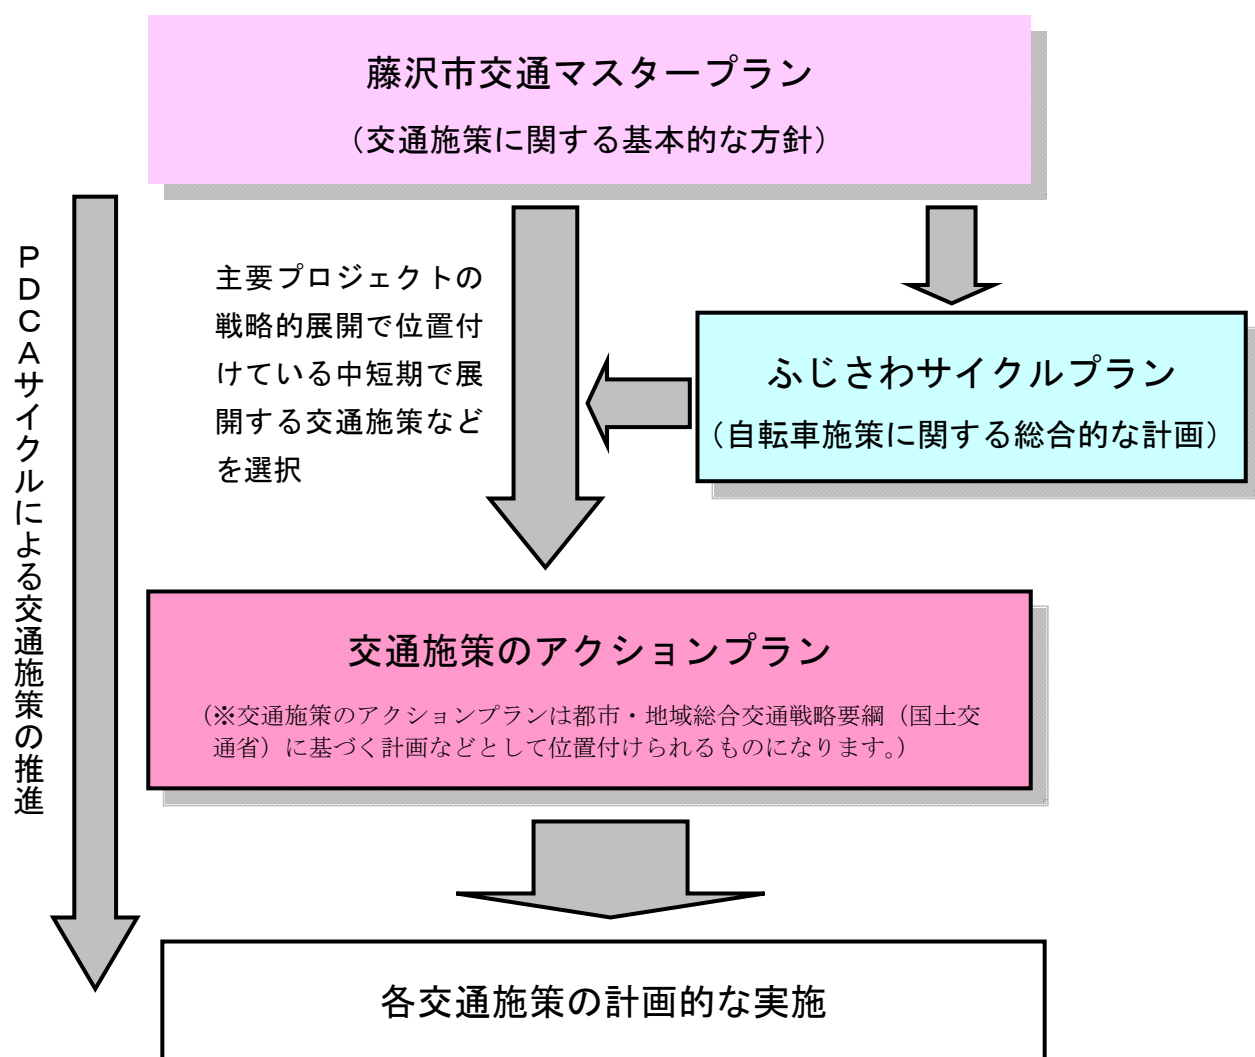 藤沢市交通マスタープラン
（交通施策に関する基本的な方針）
PDCAサイクルによる交通施策の推進
主要プロジェクトの
戦略的展開で位置付
けている中短期で展
開する交通施策など
を選択
ふじさわサイクルプラン
（自転車施策に関する総合的な計画）
交通施策のアクションプラン
（※交通施策のアクションプランは都市・地域総合交通戦略要綱（国土交
通省）に基づく計画などとして位置付けられるものになります。）
各交通施策の計画的な実施